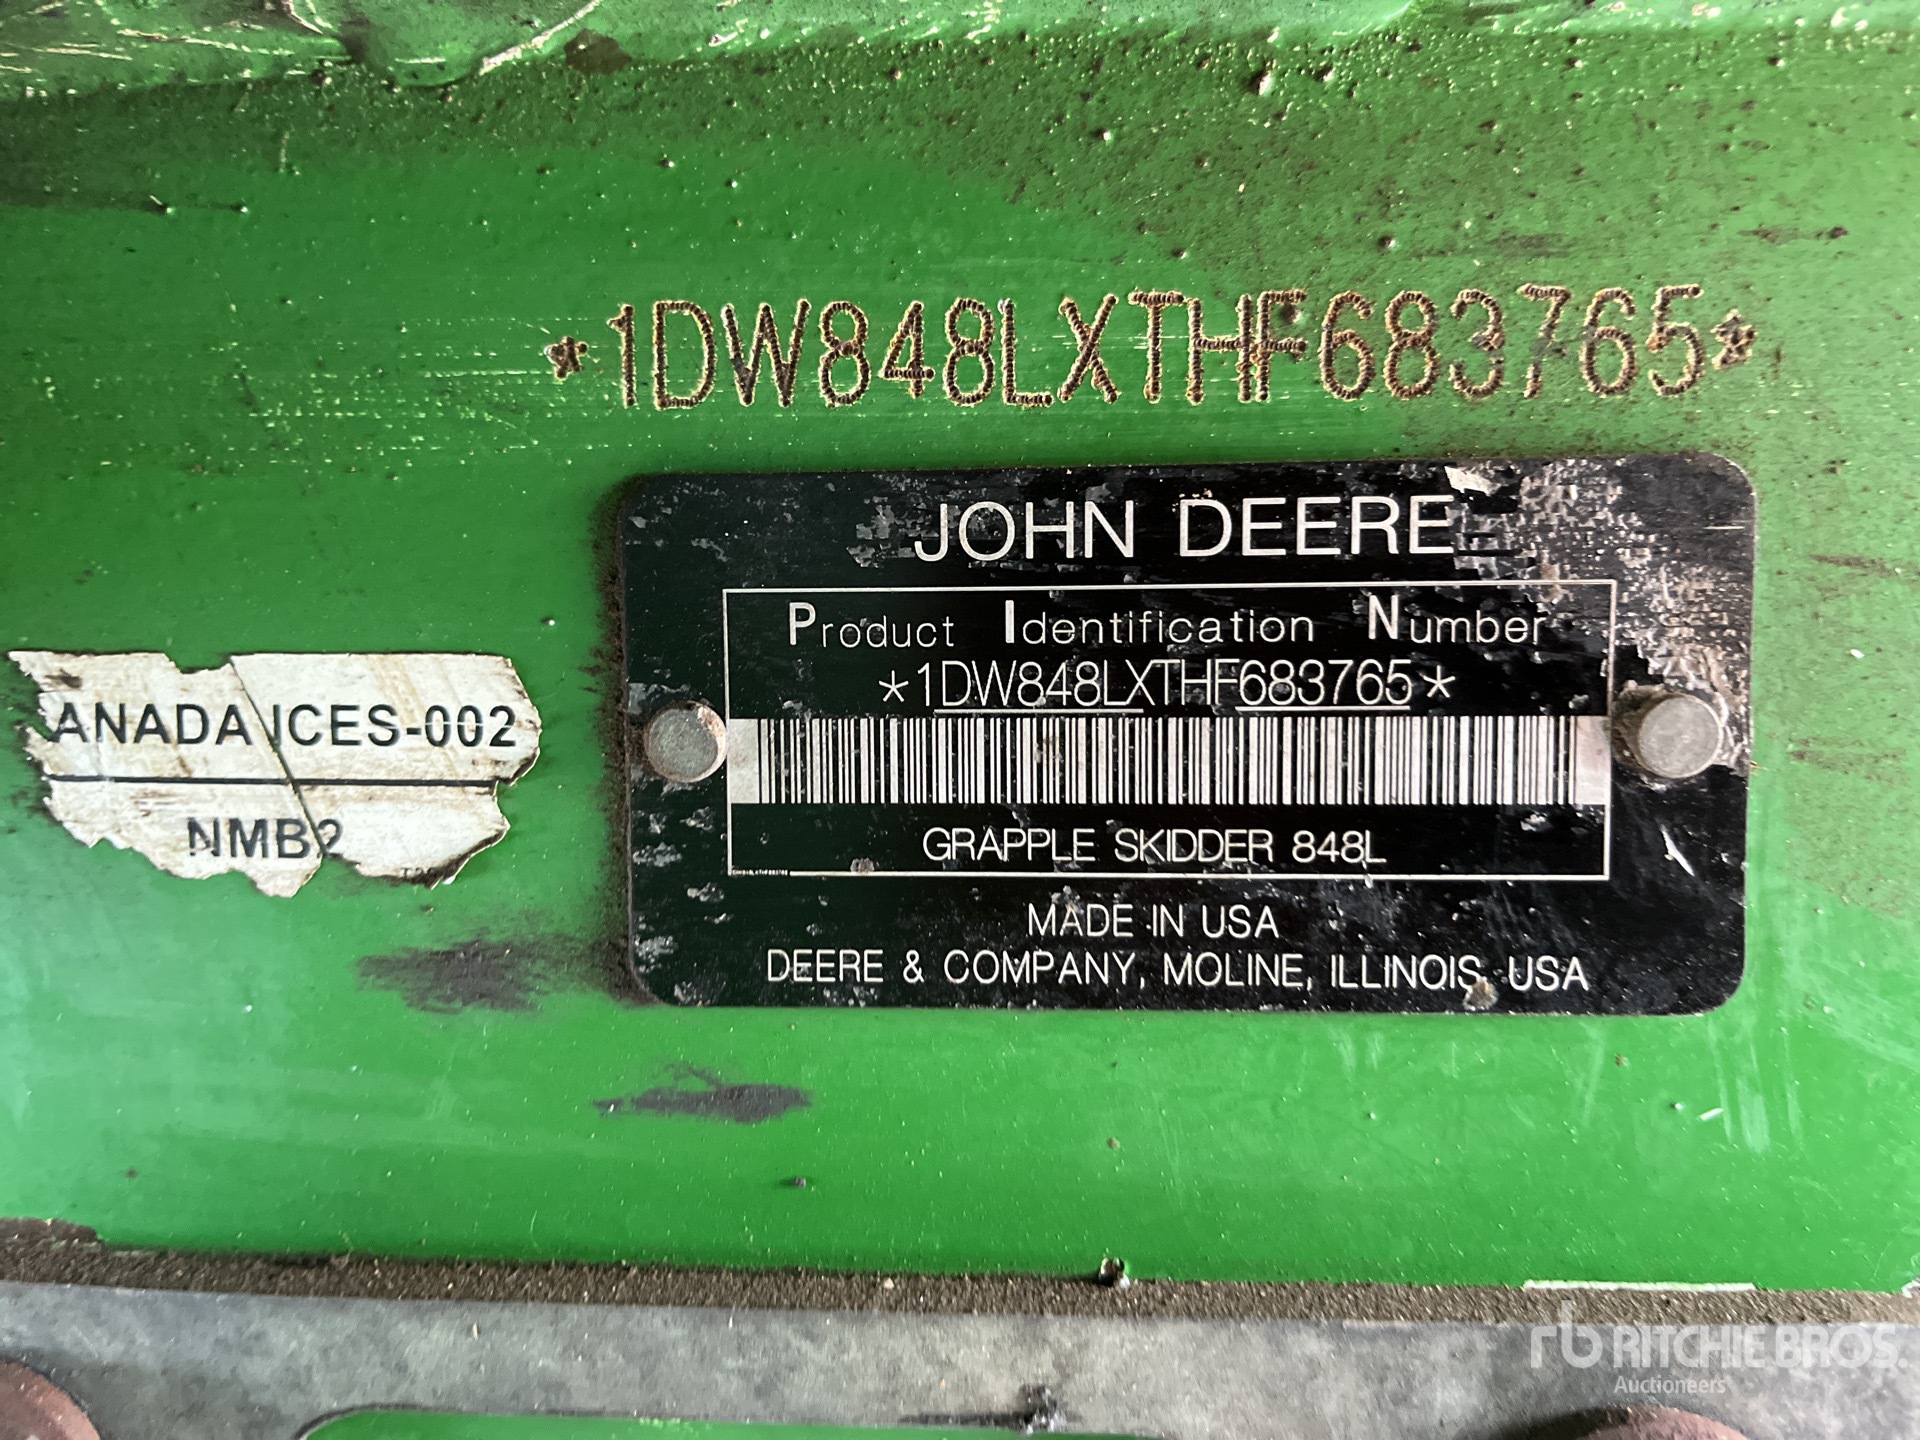 *1DW848LXTHF683765*
JOHN DEERE
Product Identification Number
*1DW848LXTHF683765*
GRAPPLE SKIDDER 848L
MADE IN USA
DEERE & COMPANY, MOLINE, ILLINOIS, USA
ANADA ICES-002
NMB2
RITCHIE BROS.
Auctioneers